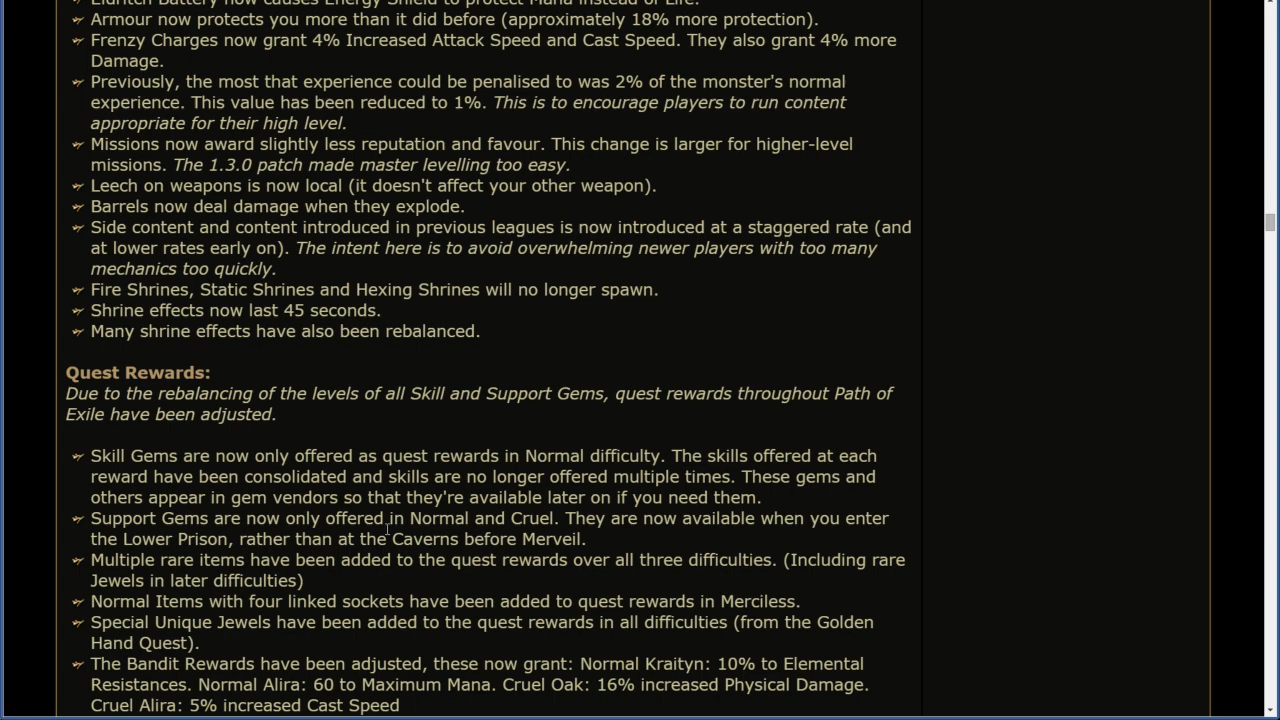 Eldritch Battery now causes Energy Shield to protect Mana instead of Life.
Armour now protects you more than it did before (approximately 18% more protection).
Frenzy Charges now grant 4% Increased Attack Speed and Cast Speed. They also grant 4% more
Damage.
Previously, the most that experience could be penalised to was 2% of the monster's normal
experience. This value has been reduced to 1%. This is to encourage players to run content
appropriate for their high level.
Missions now award slightly less reputation and favour. This change is larger for higher-level
missions. The 1.3.0 patch made master levelling too easy.
Leech on weapons is now local (it doesn't affect your other weapon).
Barrels now deal damage when they explode.
Side content and content introduced in previous leagues is now introduced at a staggered rate (and
at lower rates early on). The intent here is to avoid overwhelming newer players with too many
mechanics too quickly.
Fire Shrines, Static Shrines and Hexing Shrines will no longer spawn.
Shrine effects now last 45 seconds.
Many shrine effects have also been rebalanced.
Quest Rewards:
Due to the rebalancing of the levels of all Skill and Support Gems, quest rewards throughout Path of
Exile have been adjusted.
Skill Gems are now only offered as quest rewards in Normal difficulty. The skills offered at each
reward have been consolidated and skills are no longer offered multiple times. These gems and
others appear in gem vendors so that they're available later on if you need them.
Support Gems are now only offered in Normal and Cruel. They are now available when you enter
the Lower Prison, rather than at the Caverns before Merveil.
Multiple rare items have been added to the quest rewards over all three difficulties. (Including rare
Jewels in later difficulties)
Normal Items with four linked sockets have been added to quest rewards in Merciless.
Special Unique Jewels have been added to the quest rewards in all difficulties (from the Golden
Hand Quest).
The Bandit Rewards have been adjusted, these now grant: Normal Kraityn: 10% to Elemental
Resistances. Normal Alira: 60 to Maximum Mana. Cruel Oak: 16% increased Physical Damage.
Cruel Alira: 5% increased Cast Speed